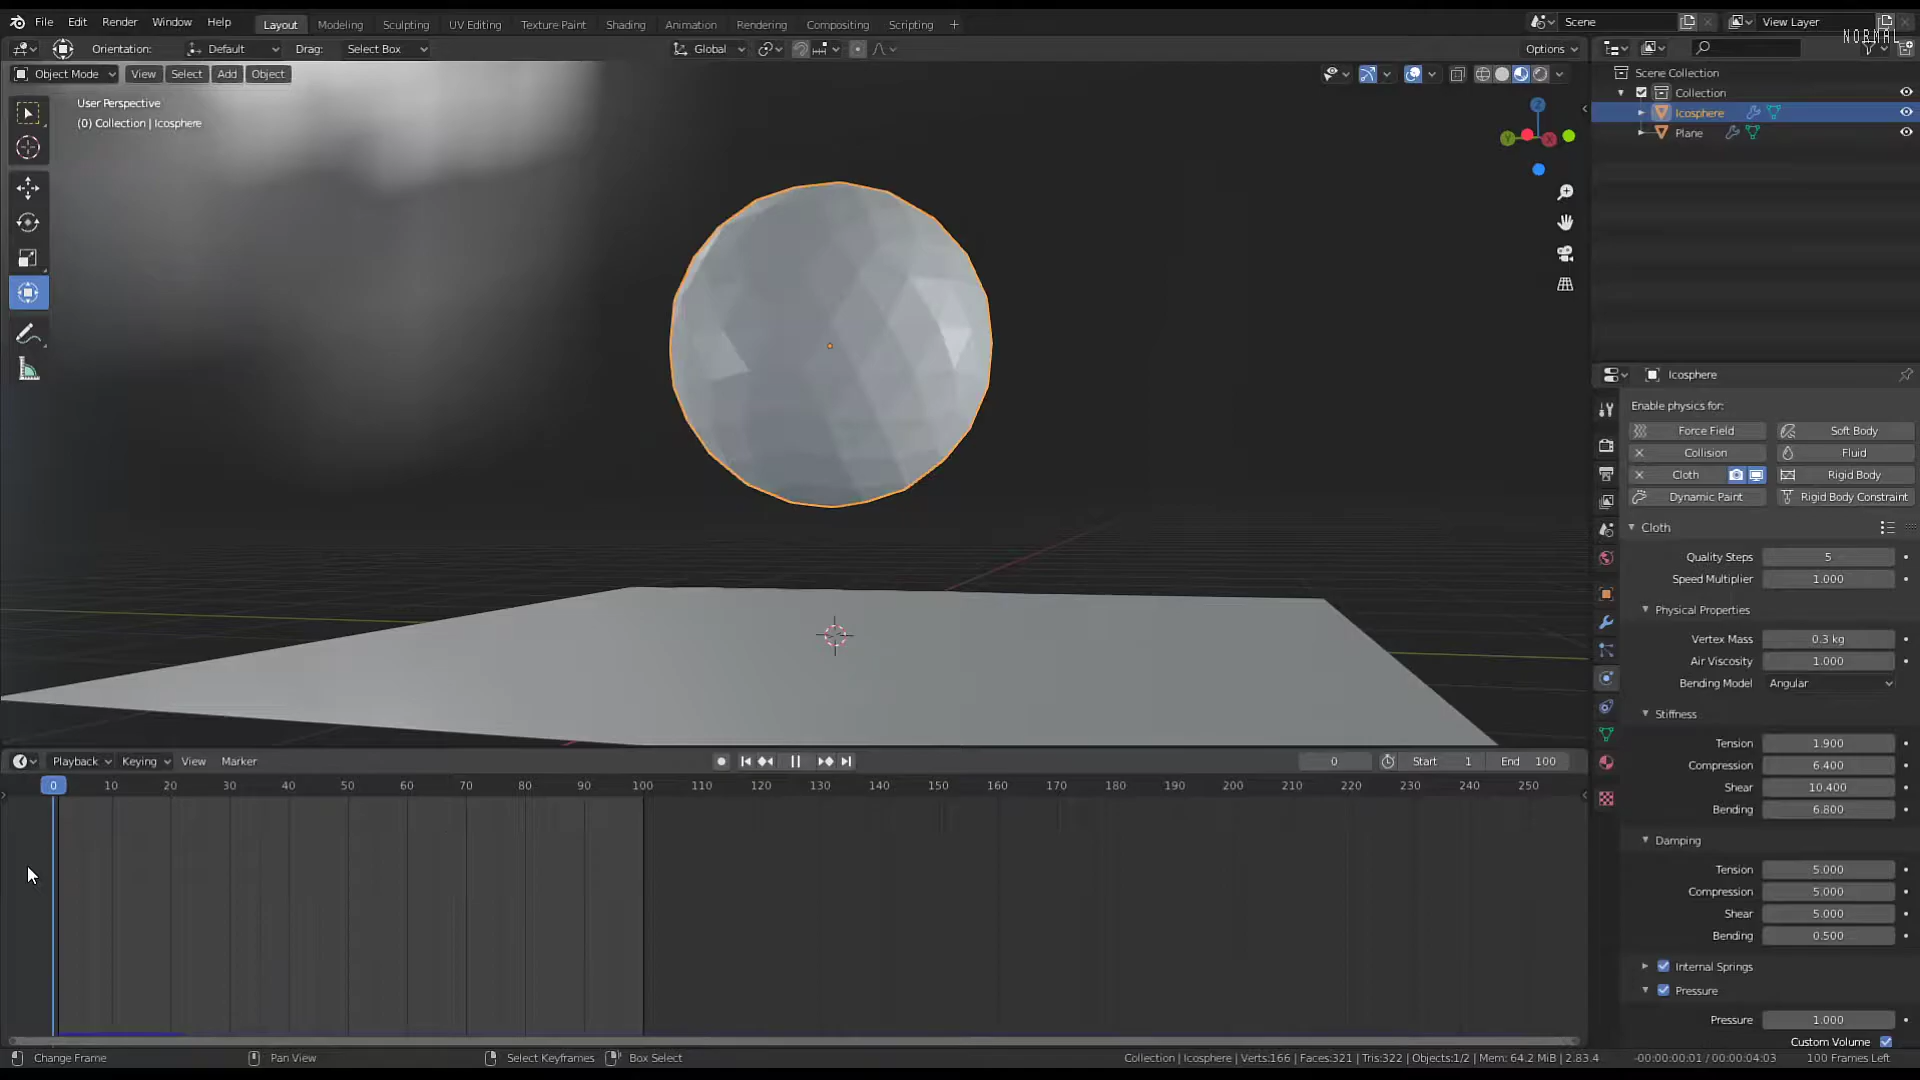 File Edit Render Window Help
Layout Modeling Sculpting UV Editing Texture Paint Shading Animation Rendering Compositing Scripting +
Scene View Layer
Orientation: Default Drag: Select Box Global Options
NORMAL
Object Mode View Select Add Object
User Perspective
(0) Collection | Icosphere
Z
Y X
Scene Collection
Collection
Icosphere
Plane
Icosphere
Enable physics for:
Force Field Soft Body
Collision Fluid
Cloth Rigid Body
Dynamic Paint Rigid Body Constraint
Cloth
Quality Steps 5
Speed Multiplier 1.000
Physical Properties
Vertex Mass 0.3 kg
Air Viscosity 1.000
Bending Model Angular
Stiffness
Tension 1.900
Compression 6.400
Shear 10.400
Bending 6.800
Damping
Tension 5.000
Compression 5.000
Shear 5.000
Bending 0.500
Internal Springs
Pressure
Pressure 1.000
Custom Volume
Playback Keying View Marker 0 Start 1 End 100
0 10 20 30 40 50 60 70 80 90 100 110 120 130 140 150 160 170 180 190 200 210 220 230 240 250
Change Frame Pan View Select Keyframes Box Select Collection | Icosphere | Verts:166 | Faces:321 | Tris:322 | Objects:1/2 | Mem: 64.2 MiB | 2.83.4 -00:00:00:01 / 00:00:04:03 100 Frames Left